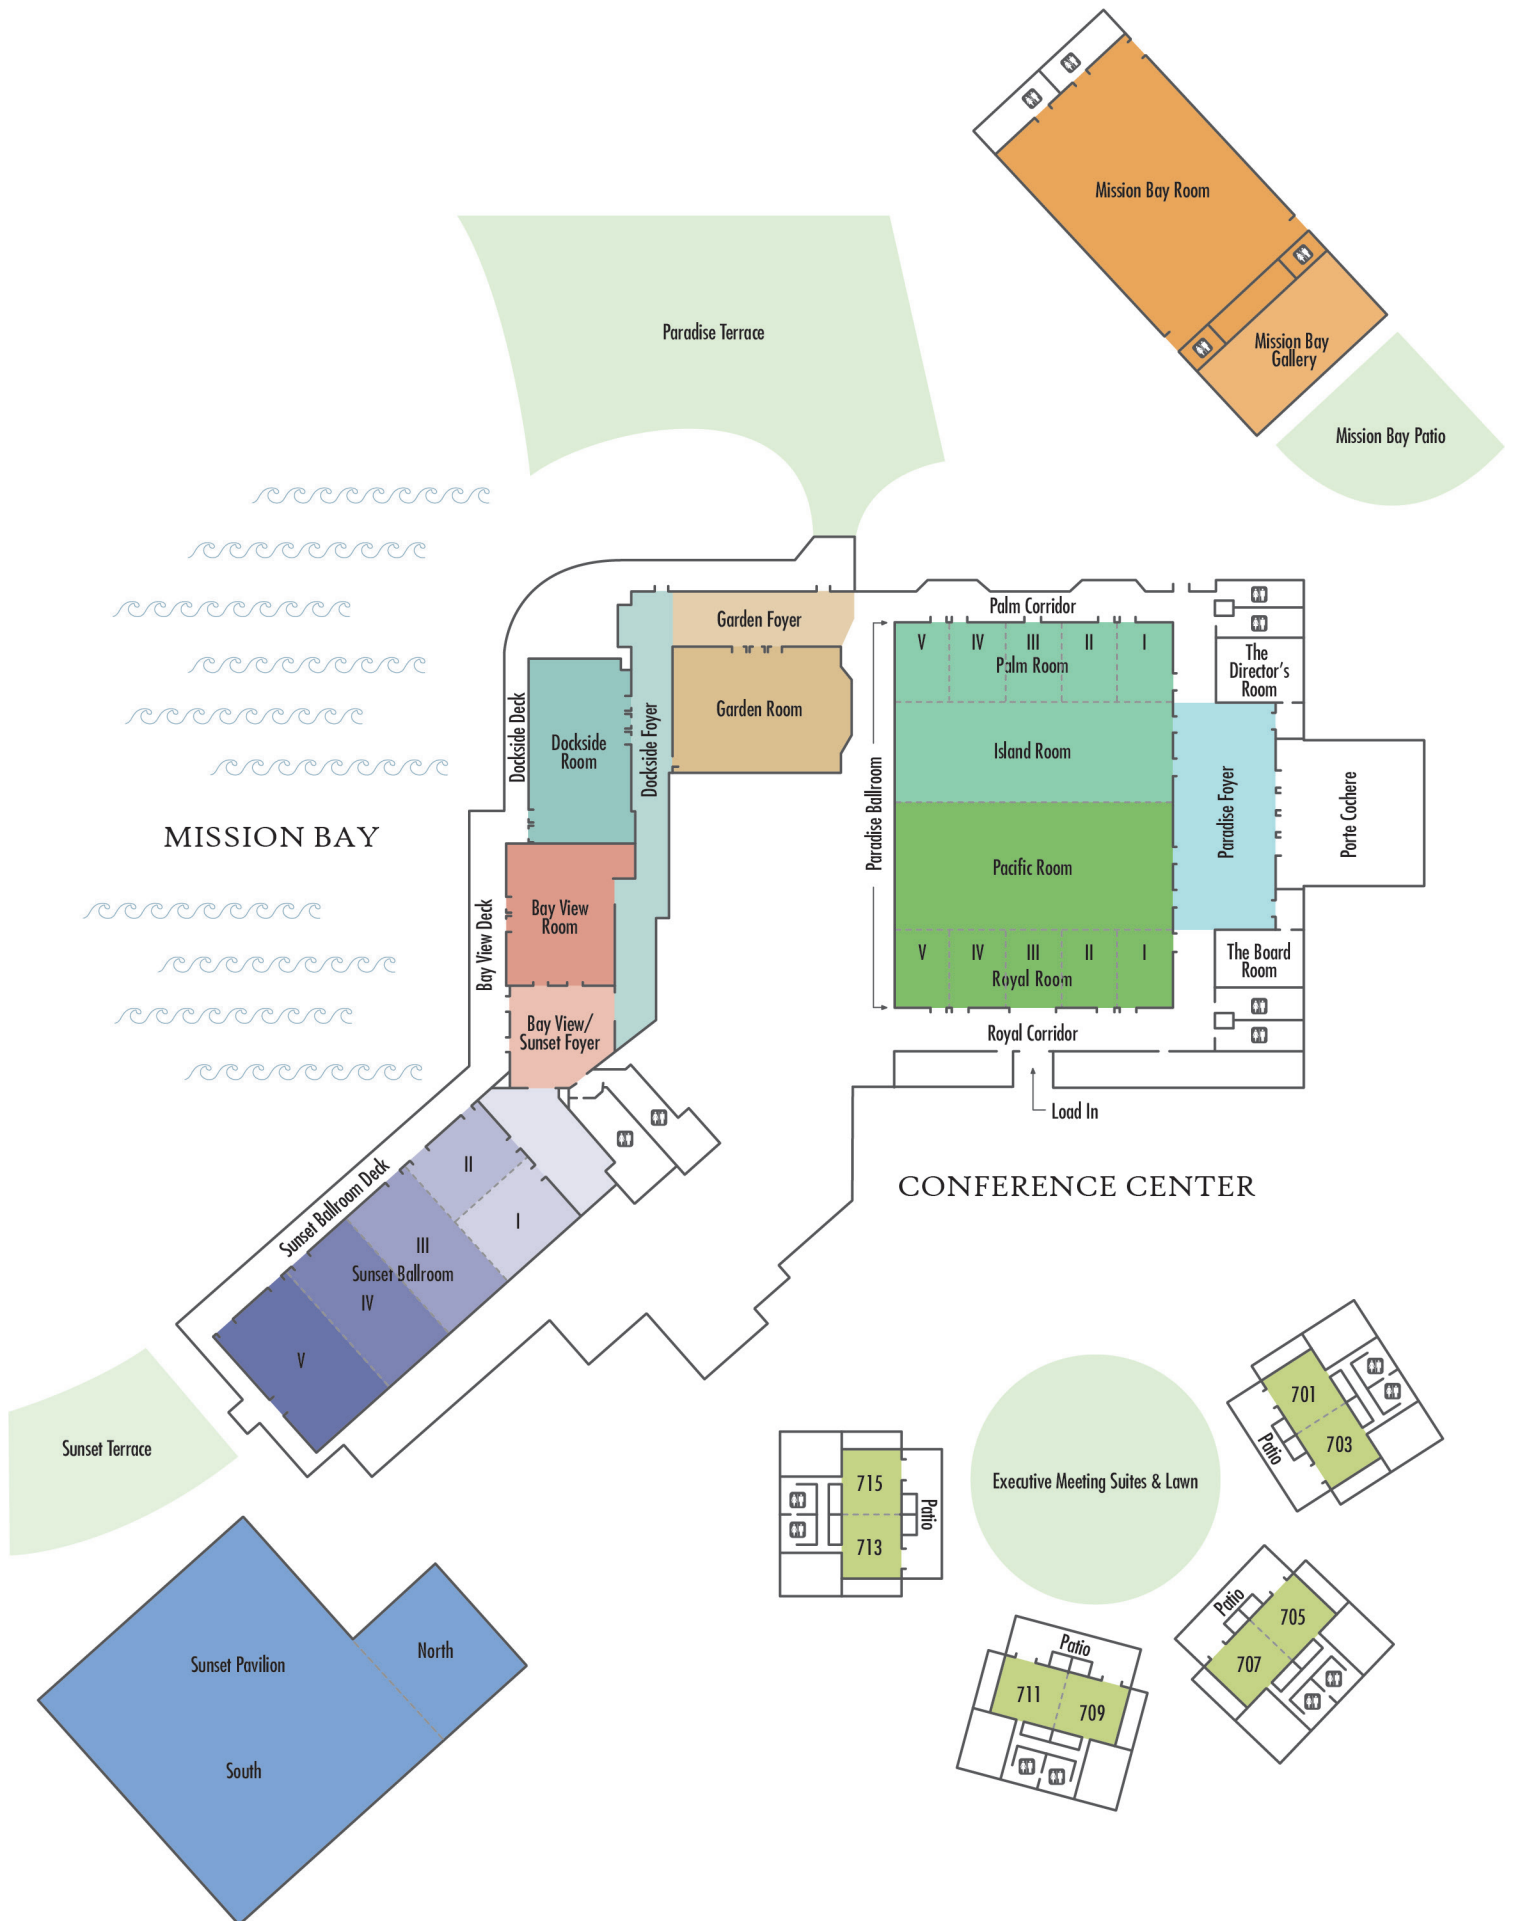 Mission Bay Room
Mission Bay
Gallery
Mission Bay Patio
Paradise Terrace
Garden Foyer
Garden Room
Dockside Deck
Dockside
Room
Dockside Foyer
MISSION BAY
Bay View Deck
Bay View
Room
Bay View/
Sunset Foyer
Palm Corridor
V IV III II I
Palm Room
The
Director's
Room
Island Room
Paradise Ballroom
Paradise Foyer
Porte Cochere
Pacific Room
V IV III II I
Royal Room
The Board
Room
Royal Corridor
Load In
CONFERENCE CENTER
Sunset Ballroom Deck
II
I
III
Sunset Ballroom
IV
V
Sunset Terrace
Sunset Pavilion
North
South
Executive Meeting Suites & Lawn
701
703
Patio
715
713
Patio
705
707
Patio
Patio
711
709